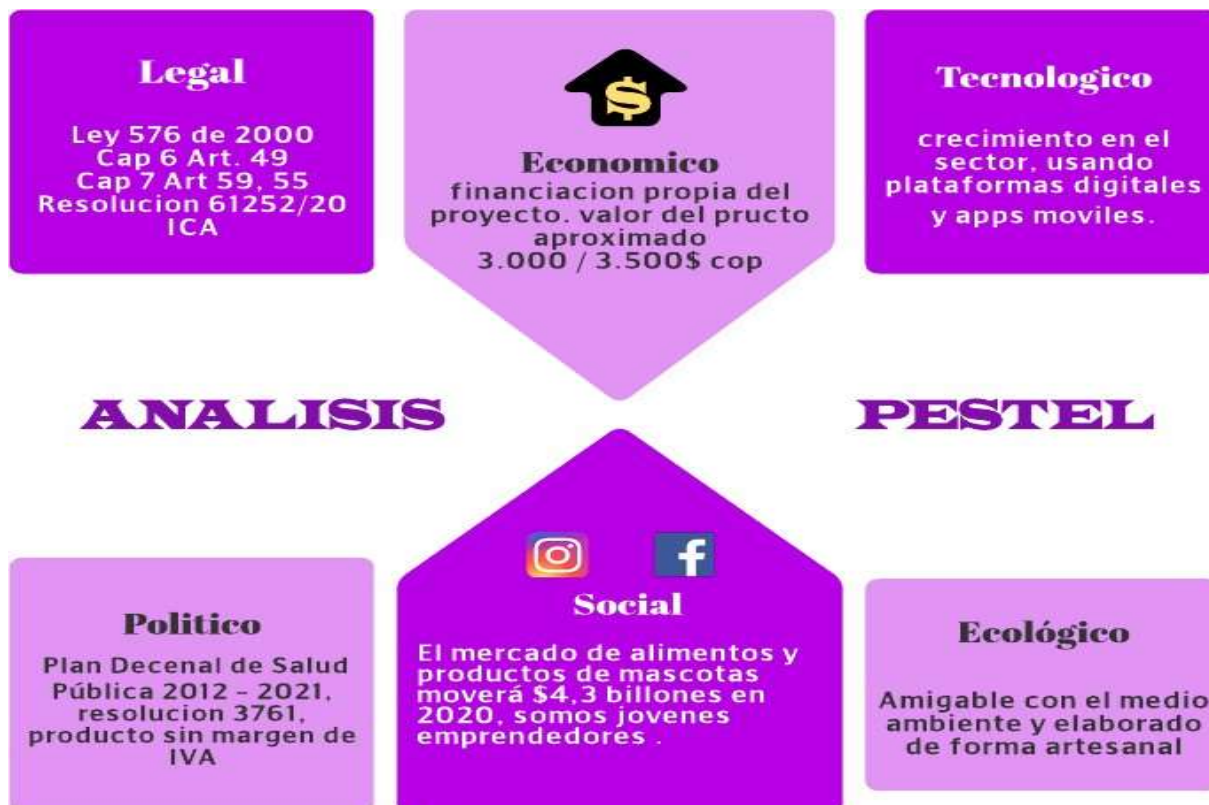 Legal
Ley 576 de 2000
Cap 6 Art. 49
Cap 7 Art 59, 55
Resolucion 61252/20
ICA
$
Economico
financiacion propia del
proyecto. valor del pructo
aproximado
3.000 / 3.500$ cop
Tecnologico
crecimiento en el
sector, usando
plataformas digitales
y apps moviles.
ANALISIS PESTEL
Politico
Plan Decenal de Salud
Pública 2012 – 2021,
resolucion 3761,
producto sin margen de
IVA
f
Social
El mercado de alimentos y
productos de mascotas
moverá $4,3 billones en
2020, somos jovenes
emprendedores .
Ecológico
Amigable con el medio
ambiente y elaborado
de forma artesanal